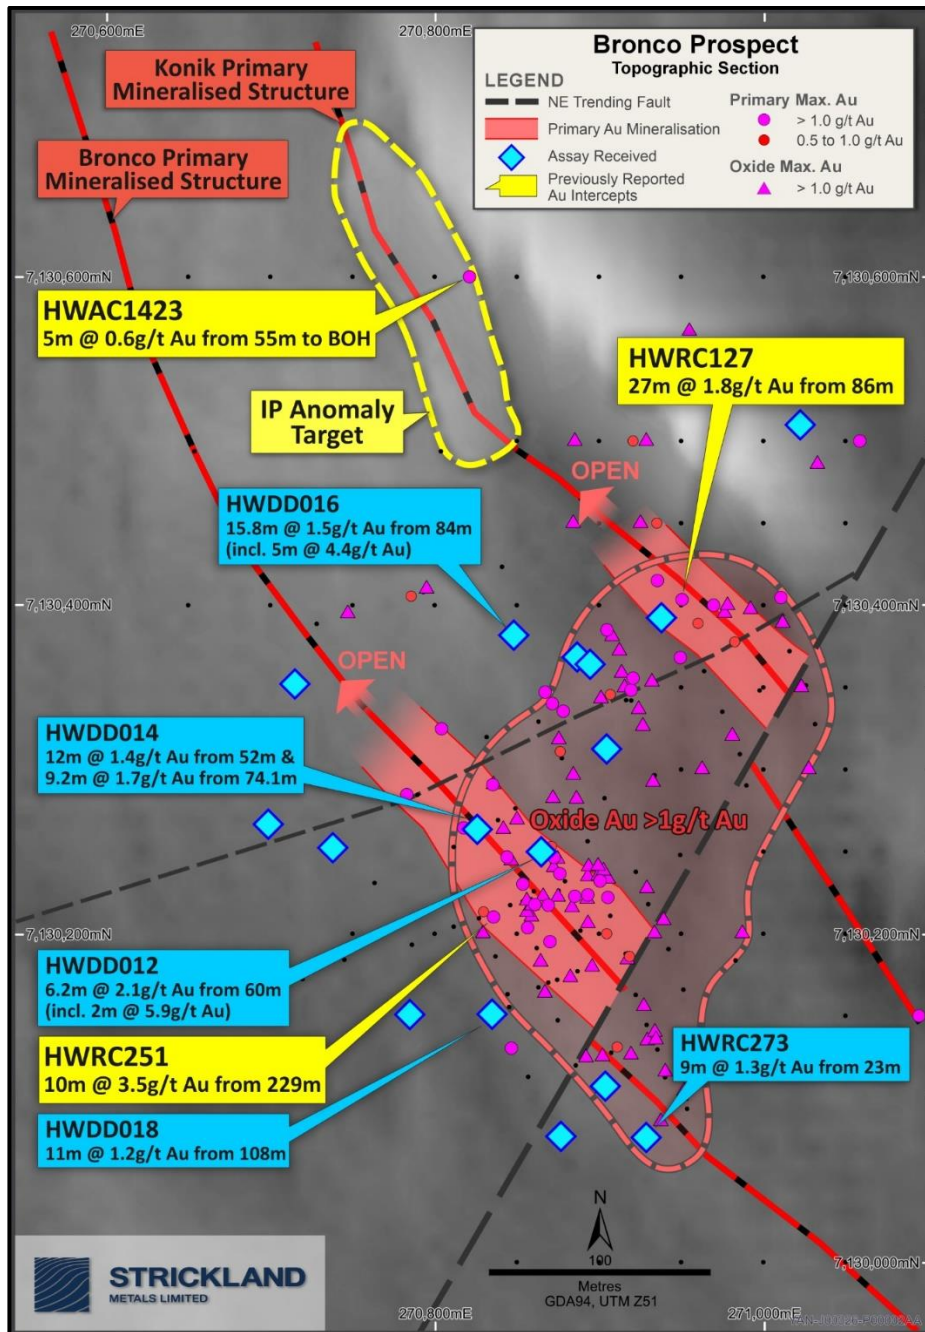 270,600mE
270,800mE
Bronco Prospect
Topographic Section
LEGEND
NE Trending Fault
Primary Au Mineralisation
Assay Received
Previously Reported
Au Intercepts
Primary Max. Au
> 1.0 g/t Au
0.5 to 1.0 g/t Au
Oxide Max. Au
> 1.0 g/t Au
Konik Primary
Mineralised Structure
Bronco Primary
Mineralised Structure
7,130,600mN
7,130,600mN
HWAC1423
5m @ 0.6g/t Au from 55m to BOH
HWRC127
27m @ 1.8g/t Au from 86m
IP Anomaly
Target
OPEN
HWDD016
15.8m @ 1.5g/t Au from 84m
(incl. 5m @ 4.4g/t Au)
7,130,400mN
7,130,400mN
OPEN
HWDD014
12m @ 1.4g/t Au from 52m &
9.2m @ 1.7g/t Au from 74.1m
Oxide Au >1g/t Au
7,130,200mN
7,130,200mN
HWDD012
6.2m @ 2.1g/t Au from 60m
(incl. 2m @ 5.9g/t Au)
HWRC251
10m @ 3.5g/t Au from 229m
HWRC273
9m @ 1.3g/t Au from 23m
HWDD018
11m @ 1.2g/t Au from 108m
N
100
Metres
GDA94, UTM Z51
7,130,000mN
STRICKLAND
METALS LIMITED
270,800mE
271,000mE